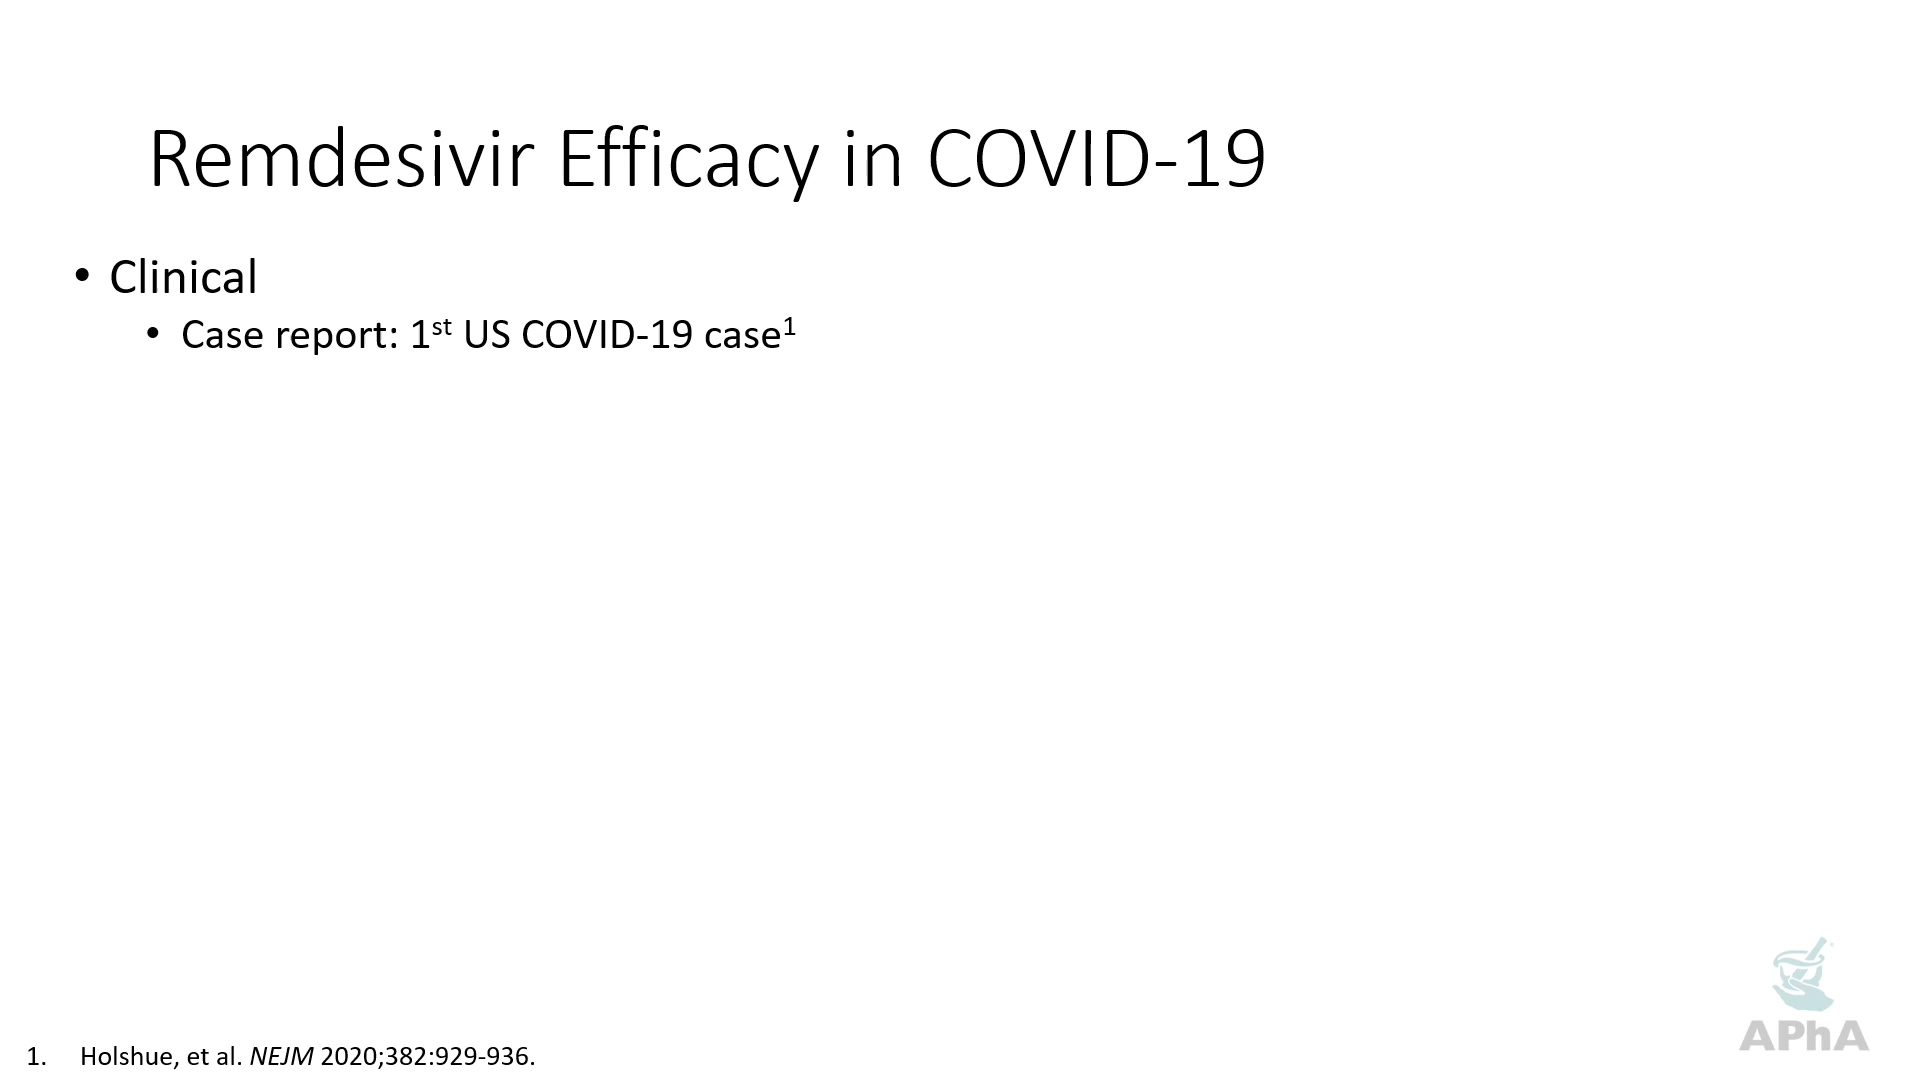 Remdesivir Efficacy in COVID-19
• Clinical
• Case report: 1st US COVID-19 case1
1. Holshue, et al. NEJM 2020;382:929-936.
APhA